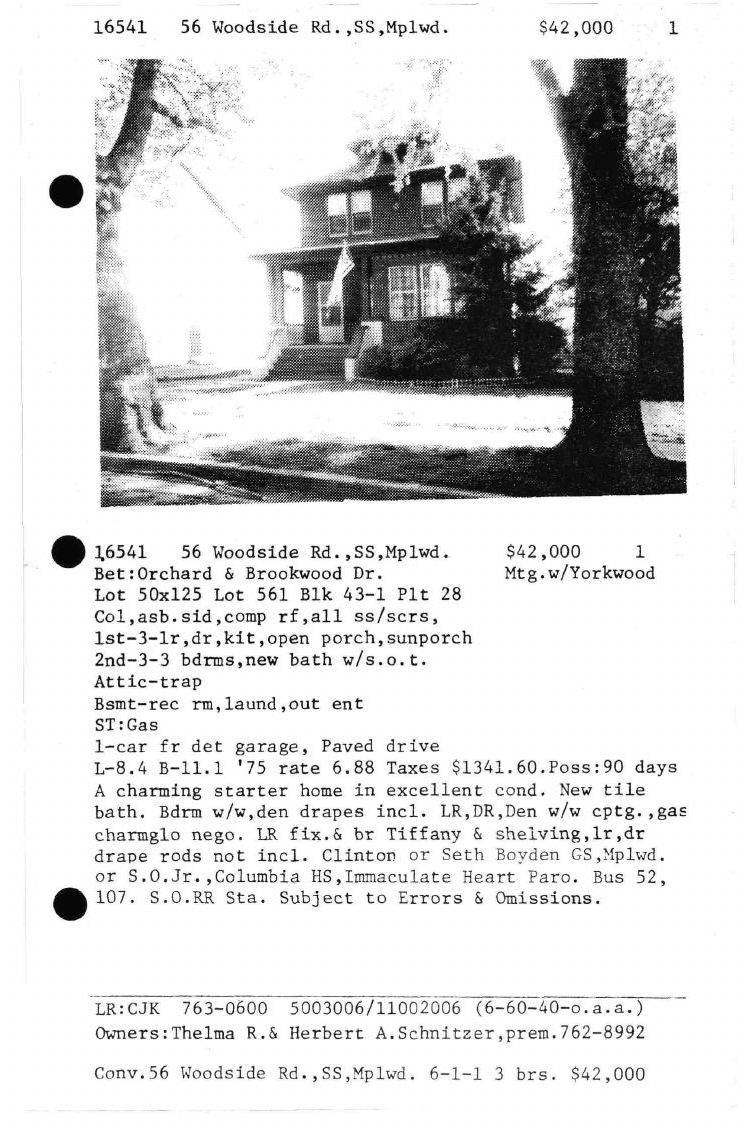 16541 56 Woodside Rd.,SS,Mplwd. $42,000 1
16541 56 Woodside Rd.,SS,Mplwd. $42,000 1
Bet:Orchard & Brookwood Dr. Mtg.w/Yorkwood
Lot 50x125 Lot 561 Blk 43-1 Plt 28
Col,asb.sid,comp rf,all ss/scrs,
1st-3-lr,dr,kit,open porch,sunporch
2nd-3-3 bdrms,new bath w/s.o.t.
Attic-trap
Bsmt-rec rm,laund,out ent
ST:Gas
1-car fr det garage, Paved drive
L-8.4 B-11.1 '75 rate 6.88 Taxes $1341.60.Poss:90 days
A charming starter home in excellent cond. New tile
bath. Bdrm w/w,den drapes incl. LR,DR,Den w/w cptg.,gas
charmglo nego. LR fix.& br Tiffany & shelving,lr,dr
drape rods not incl. Clinton or Seth Boyden GS,Mplwd.
or S.O.Jr.,Columbia HS,Immaculate Heart Paro. Bus 52,
107. S.O.RR Sta. Subject to Errors & Omissions.
LR:CJK 763-0600 5003006/11002006 (6-60-40-o.a.a.)
Owners:Thelma R.& Herbert A.Schnitzer,prem.762-8992
Conv.56 Woodside Rd.,SS,Mplwd. 6-1-1 3 brs. $42,000